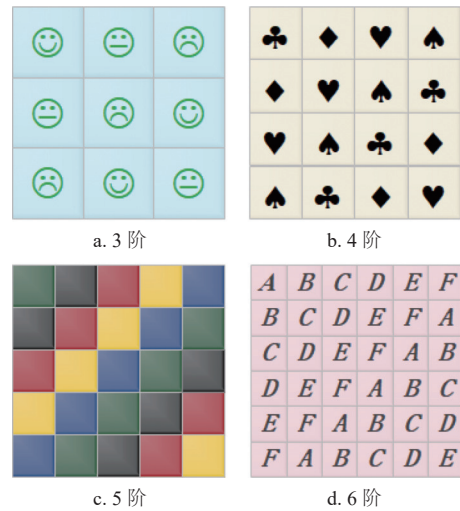 a. 3 阶
b. 4 阶
A B C D E F
B C D E F A
C D E F A B
D E F A B C
E F A B C D
F A B C D E
c. 5 阶
d. 6 阶